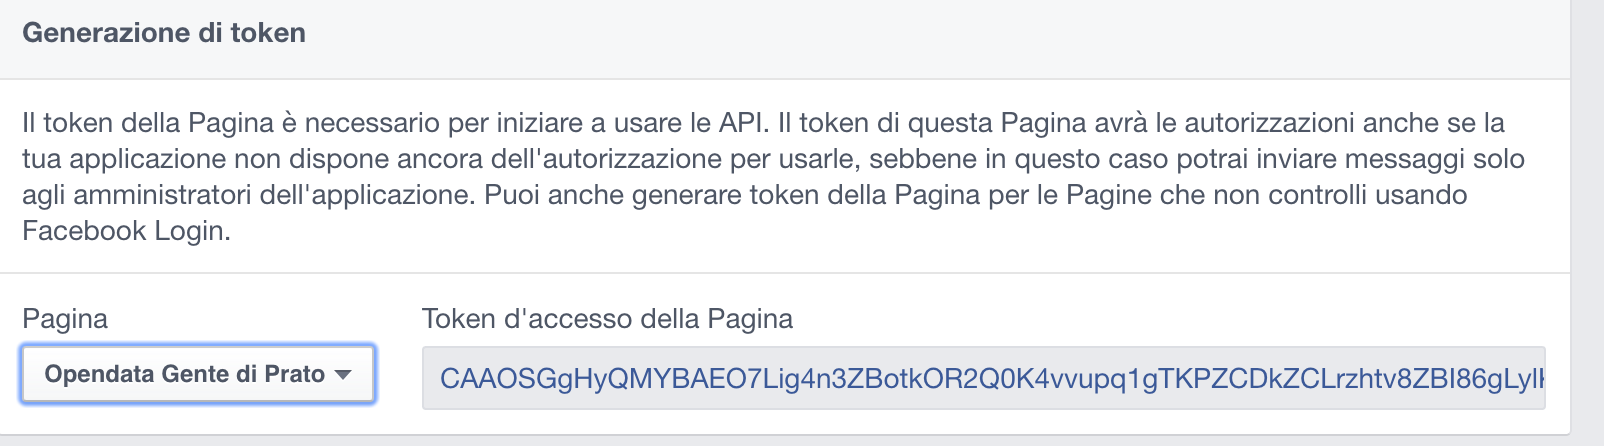 Generazione di token
Il token della Pagina è necessario per iniziare a usare le API. Il token di questa Pagina avrà le autorizzazioni anche se la
tua applicazione non dispone ancora dell'autorizzazione per usarle, sebbene in questo caso potrai inviare messaggi solo
agli amministratori dell'applicazione. Puoi anche generare token della Pagina per le Pagine che non controlli usando
Facebook Login.
Pagina
Token d'accesso della Pagina
Opendata Gente di Prato
CAAOSGgHyQMYBAEO7Lig4n3ZBotkOR2Q0K4vvupq1gTKPZCDkZCLrzhtv8ZBI86gLyl